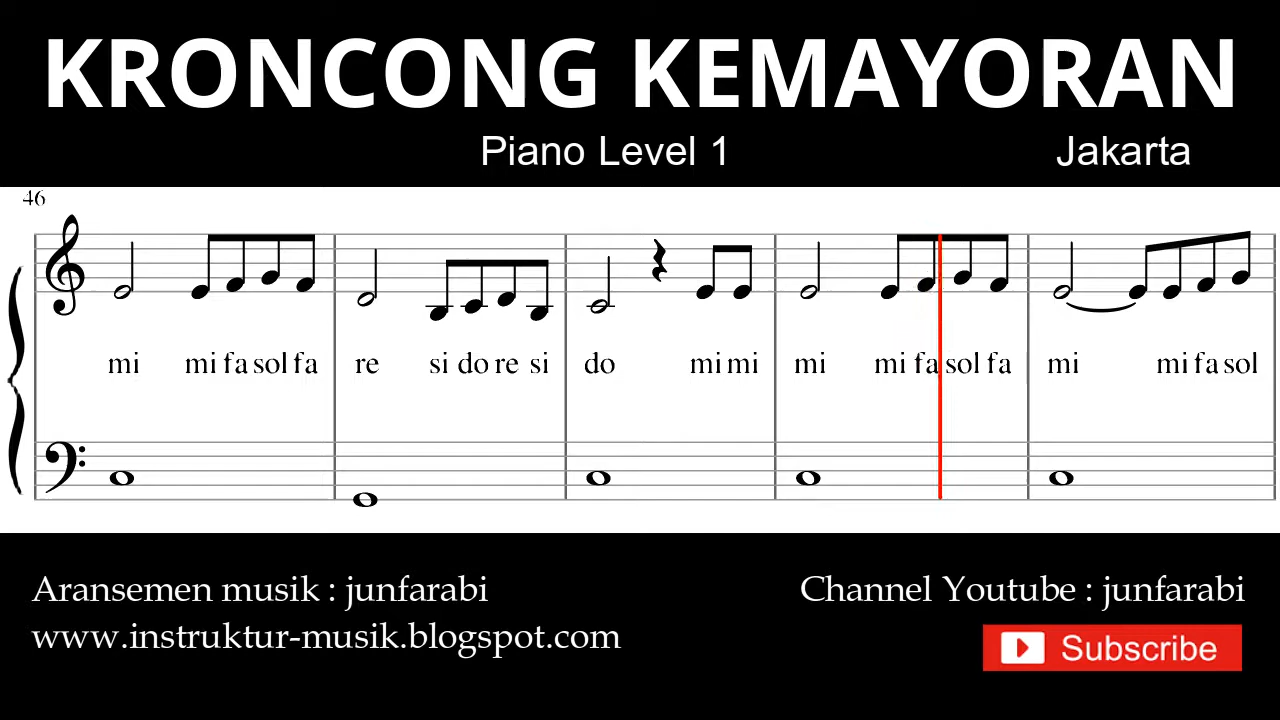 KRONCONG KEMAYORAN
Piano Level 1 Jakarta
46
mi mi fa sol fa re si do re si do mi mi mi mi fa sol fa mi mi fa sol
Aransemen musik : junfarabi Channel Youtube : junfarabi
www.instruktur-musik.blogspot.com
Subscribe